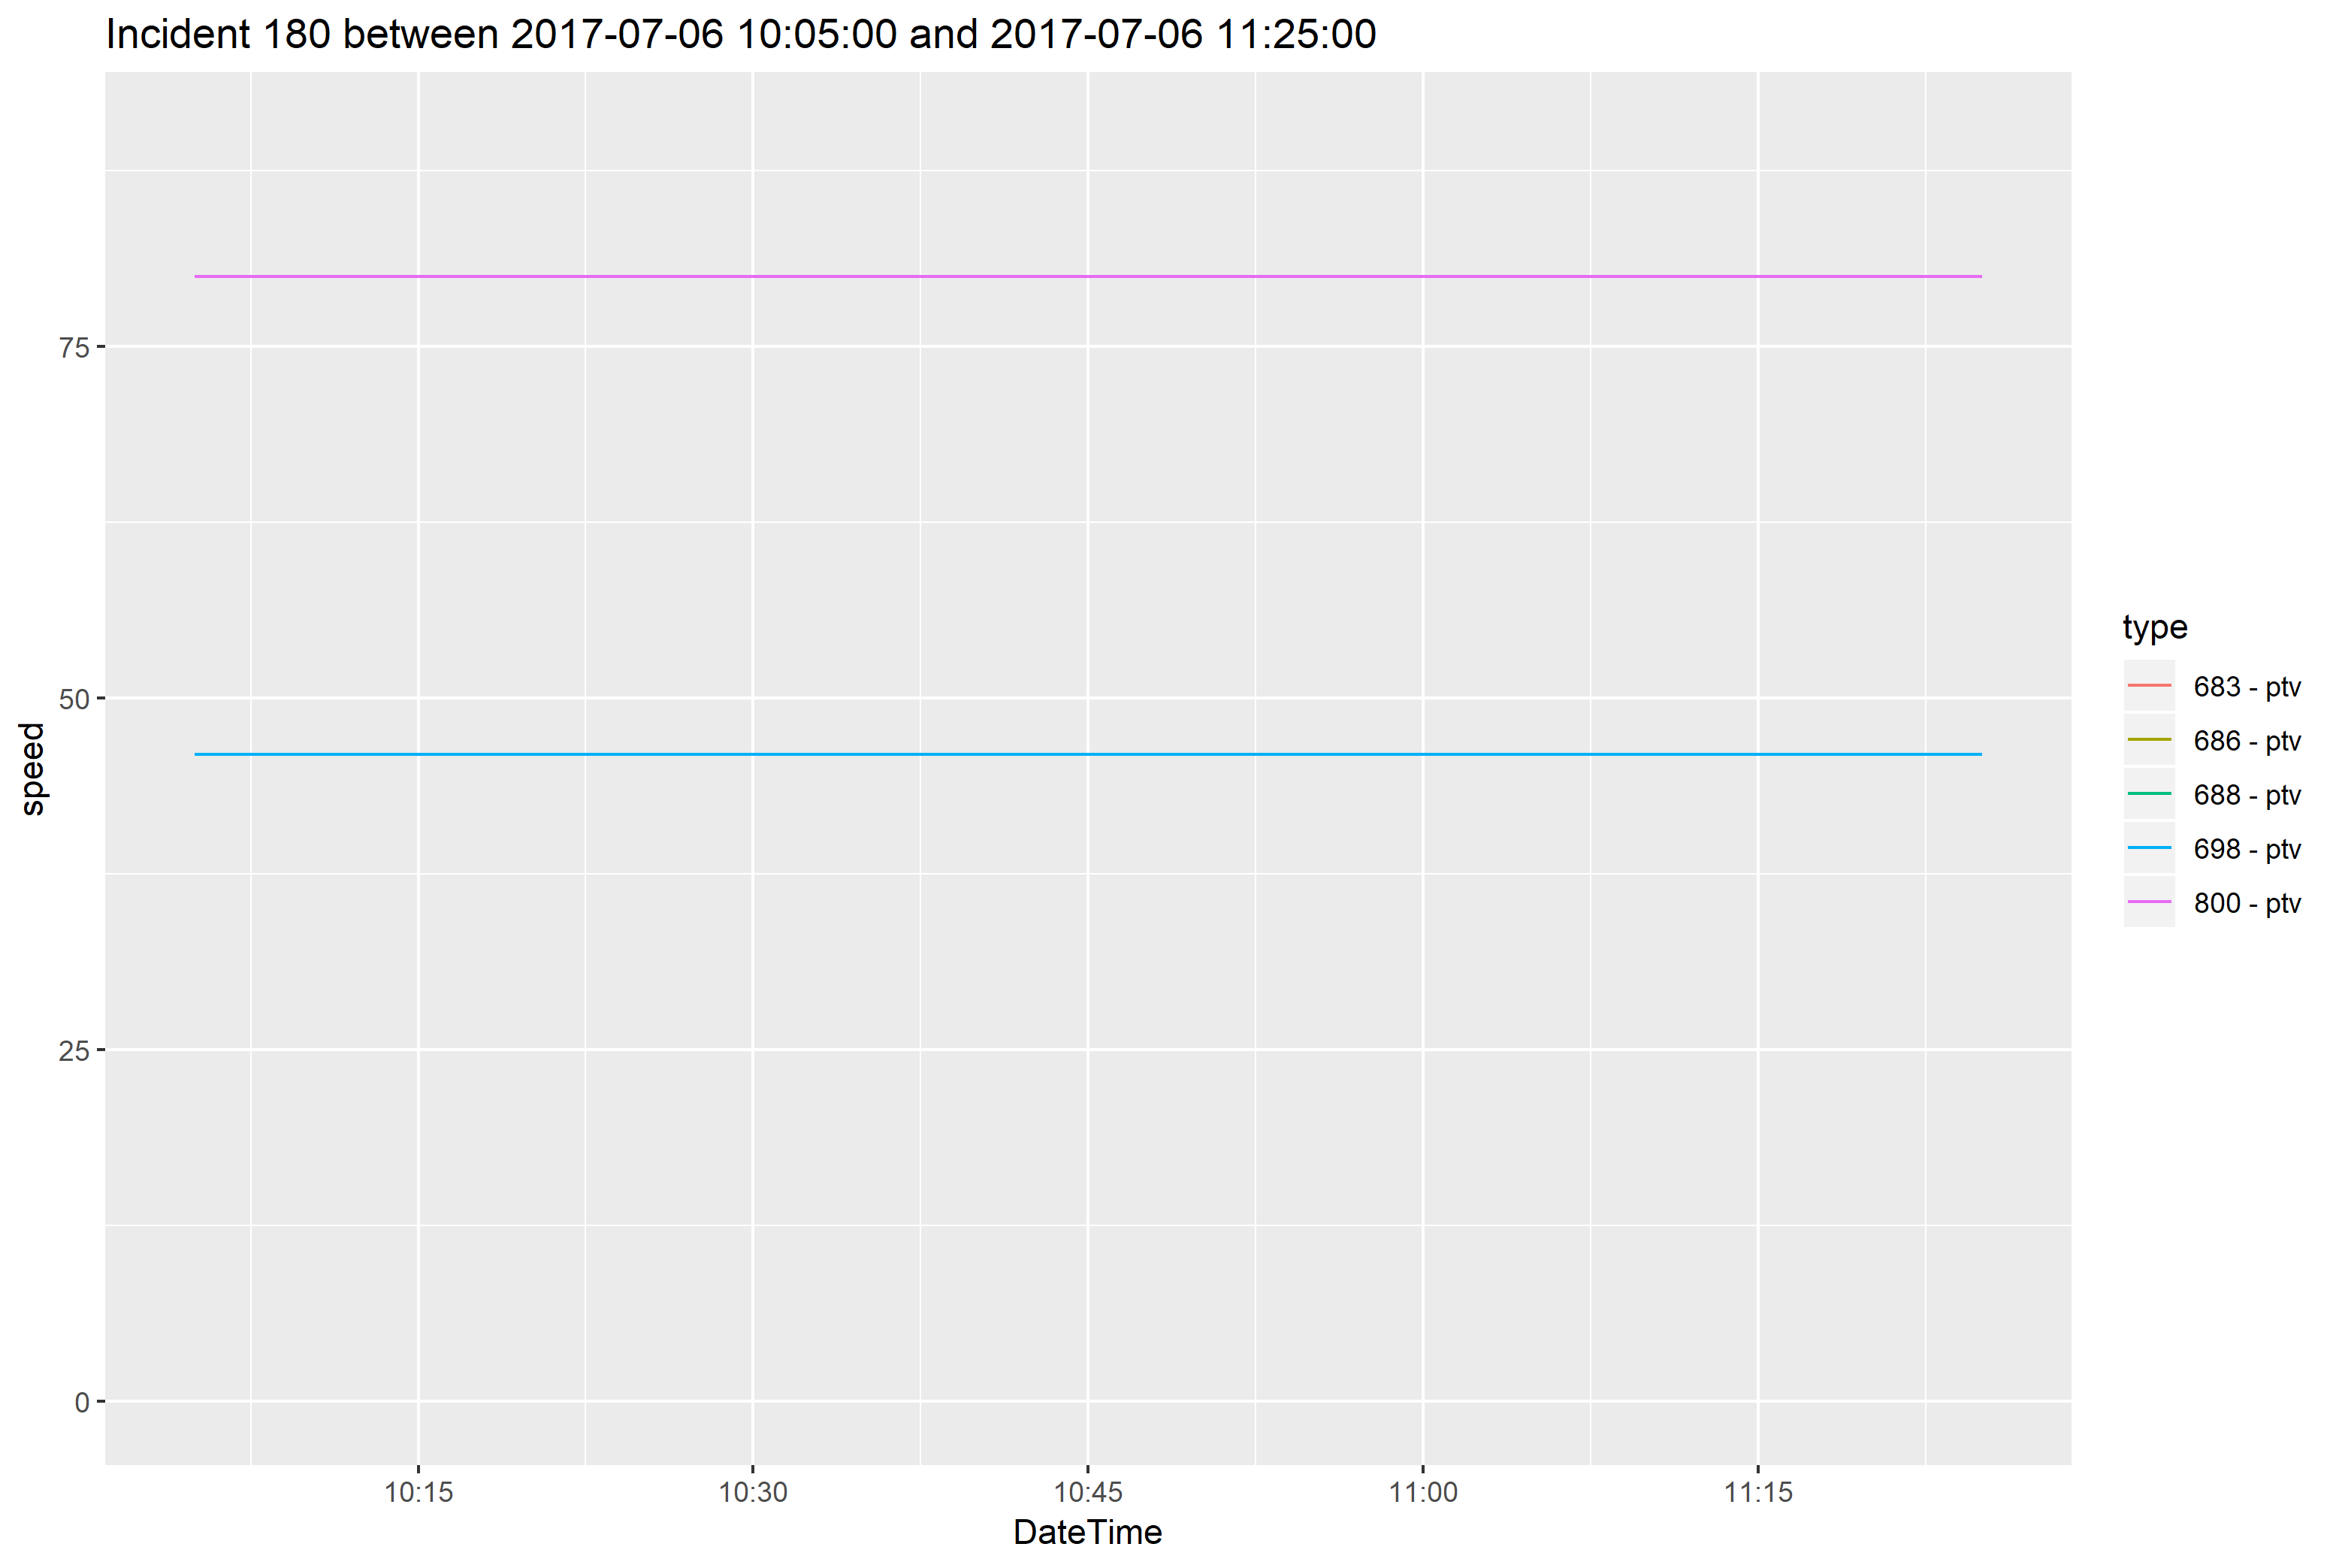 Incident 180 between 2017-07-06 10:05:00 and 2017-07-06 11:25:00
75
50
25
0
speed
10:15 10:30 10:45 11:00 11:15
DateTime
type
683 - ptv
686 - ptv
688 - ptv
698 - ptv
800 - ptv